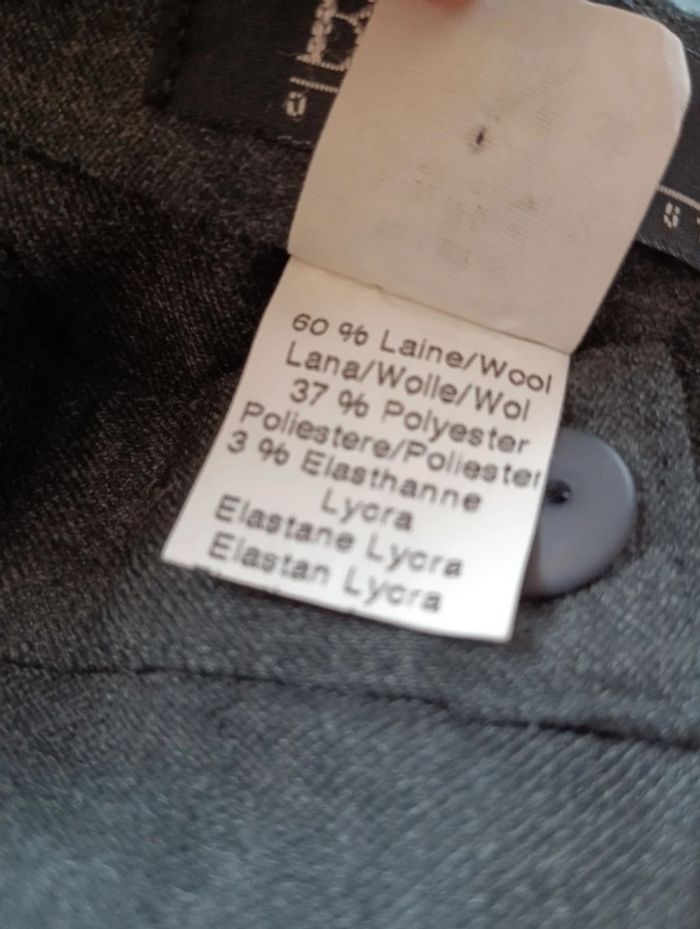 60 % Laine/Wool
Lana/Wolle/Wol
37 % Polyester
Poliestere/Poliester
3 % Elasthanne
Lycra
Elastane Lycra
Elastan Lycra